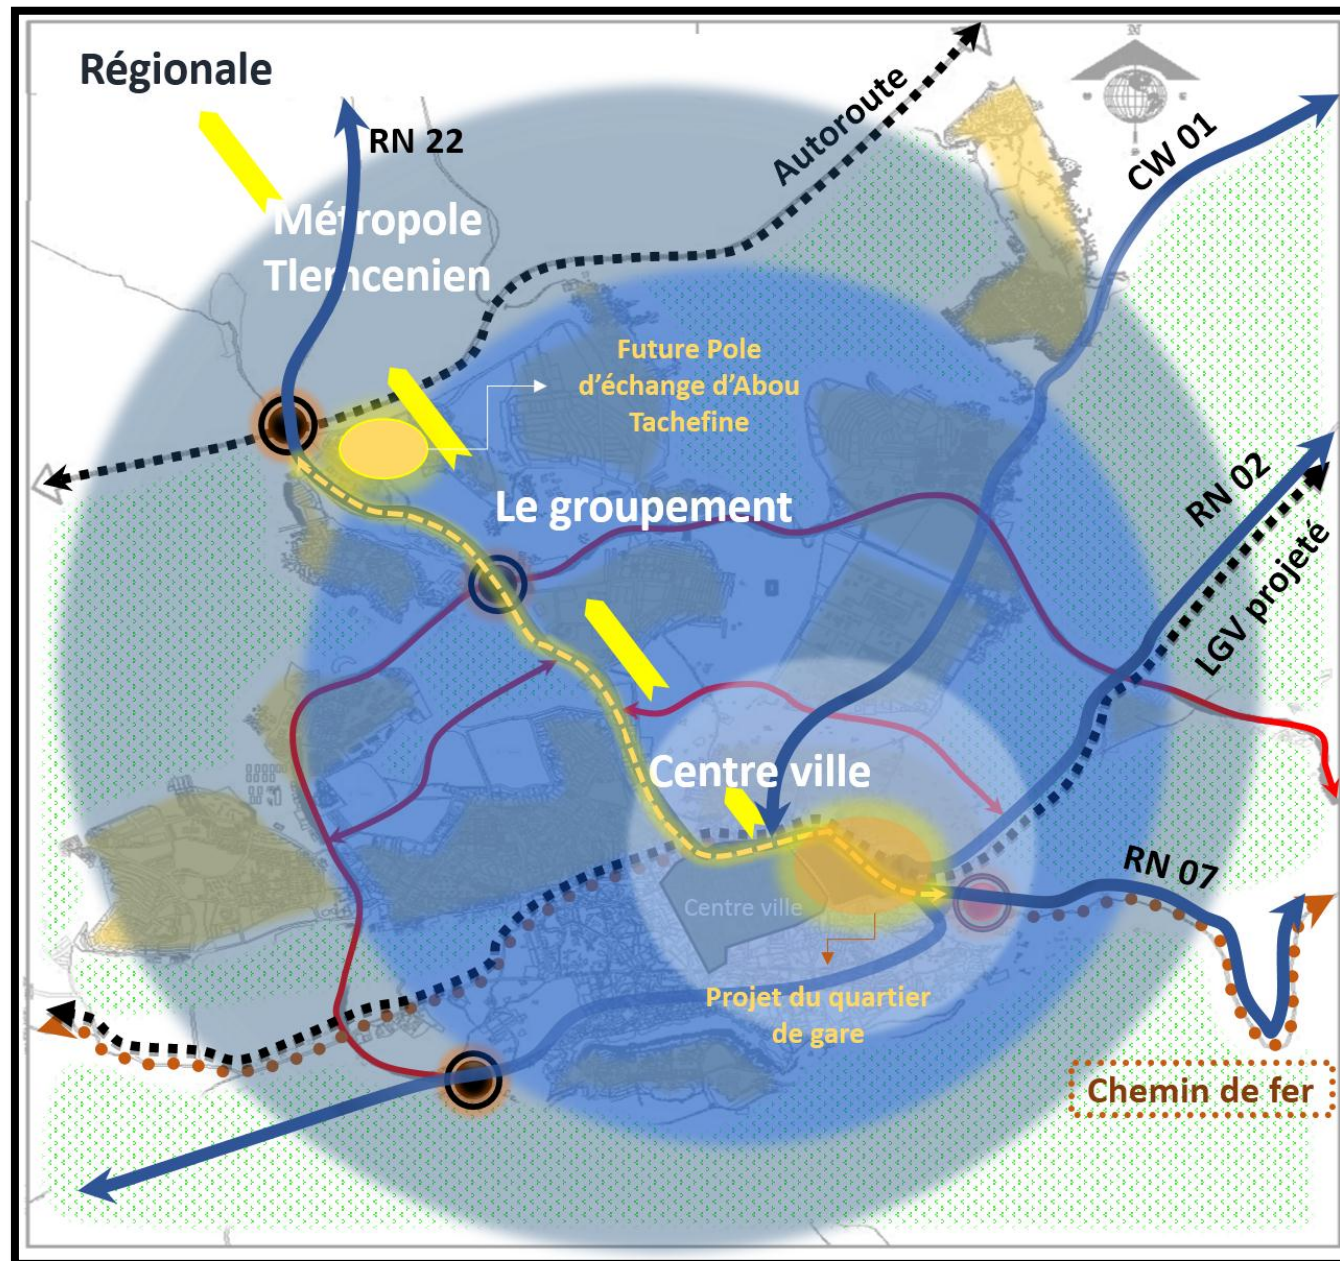 Régionale
RN 22
Autoroute
N
CW 01
Métropole
Tlemcenien
Future Pole
d’échange d’Abou
Tachefine
Le groupement
RN 02
LGV projeté
Centre ville
RN 07
Centre ville
Projet du quartier
de gare
Chemin de fer